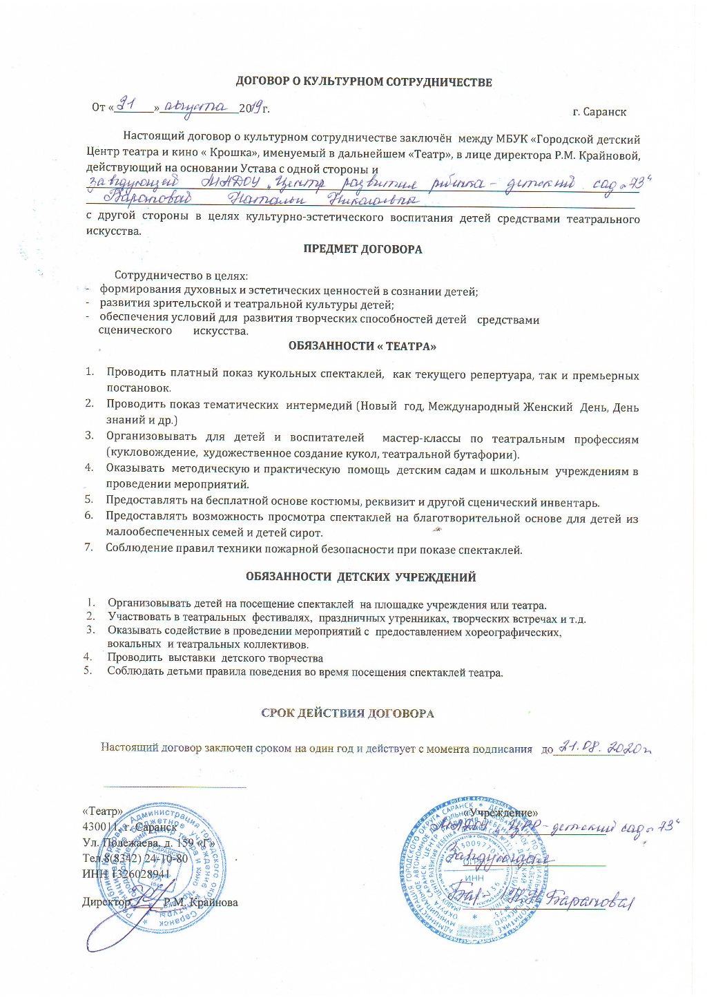 ДОГОВОР О КУЛЬТУРНОМ СОТРУДНИЧЕСТВЕ
От «21» августа 2019 г. г. Саранск
Настоящий договор о культурном сотрудничестве заключён между МБУК «Городской детский
Центр театра и кино « Крошка», именуемый в дальнейшем «Театр», в лице директора Р.М. Крайновой,
действующий на основании Устава с одной стороны и
заведующей МАДОУ „Центр развития ребенка – детский сад № 73"
Баратовой Натальи Николаевны
с другой стороны в целях культурно-эстетического воспитания детей средствами театрального
искусства.
ПРЕДМЕТ ДОГОВОРА
Сотрудничество в целях:
- формирования духовных и эстетических ценностей в сознании детей;
- развития зрительской и театральной культуры детей;
- обеспечения условий для развития творческих способностей детей средствами
сценического искусства.
ОБЯЗАННОСТИ « ТЕАТРА»
1. Проводить платный показ кукольных спектаклей, как текущего репертуара, так и премьерных
постановок.
2. Проводить показ тематических интермедий (Новый год, Международный Женский День, День
знаний и др.)
3. Организовывать для детей и воспитателей мастер-классы по театральным профессиям
(кукловождение, художественное создание кукол, театральной бутафории).
4. Оказывать методическую и практическую помощь детским садам и школьным учреждениям в
проведении мероприятий.
5. Предоставлять на бесплатной основе костюмы, реквизит и другой сценический инвентарь.
6. Предоставлять возможность просмотра спектаклей на благотворительной основе для детей из
малообеспеченных семей и детей сирот.
7. Соблюдение правил техники пожарной безопасности при показе спектаклей.
ОБЯЗАННОСТИ ДЕТСКИХ УЧРЕЖДЕНИЙ
1. Организовывать детей на посещение спектаклей на площадке учреждения или театра.
2. Участвовать в театральных фестивалях, праздничных утренниках, творческих встречах и т.д.
3. Оказывать содействие в проведении мероприятий с предоставлением хореографических,
вокальных и театральных коллективов.
4. Проводить выставки детского творчества
5. Соблюдать детьми правила поведения во время посещения спектаклей театра.
СРОК ДЕЙСТВИЯ ДОГОВОРА
Настоящий договор заключен сроком на один год и действует с момента подписания до 21.08.2020 г.
«Театр» «Учреждение»
430011, г. Саранск МАДОУ „ЦРР – детский сад № 73"
Ул. Полежаева, д. 159 «Г»
Тел.8(8342) 24-10-80 Заведующая
ИНН 1326028941
Директор Р.М. Крайнова Н.Н. Баратова